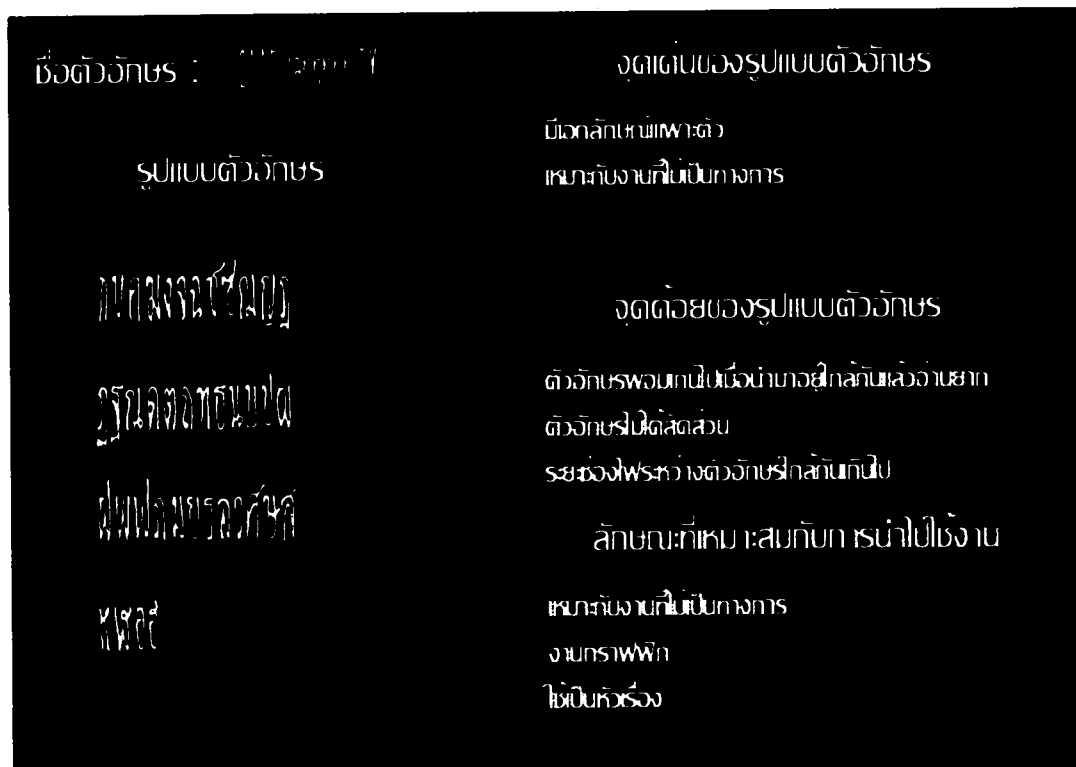 ชื่อตัวอักษร :
รูปแบบตัวอักษร
กขฃคฅฆงจฉชซฌญฎ
ฏฐฑฒณดตถทธนบปผ
ฝพฟภมยรลวศษส
หฬอฮ
จุดเด่นของรูปแบบตัวอักษร
มีเอกลักษณ์เฉพาะตัว
เหมาะกับงานที่ไม่เป็นทางการ
จุดด้อยของรูปแบบตัวอักษร
ตัวอักษรผอมเกินไปเมื่อนำมาอยู่ใกล้กันแล้วอ่านยาก
ตัวอักษรไม่ได้สัดส่วน
ระยะช่องไฟระหว่างตัวอักษรใกล้กันเกินไป
ลักษณะที่เหมาะสมกับการนำไปใช้งาน
เหมาะกับงานที่ไม่เป็นทางการ
งานกราฟฟิก
ใช้เป็นหัวเรื่อง